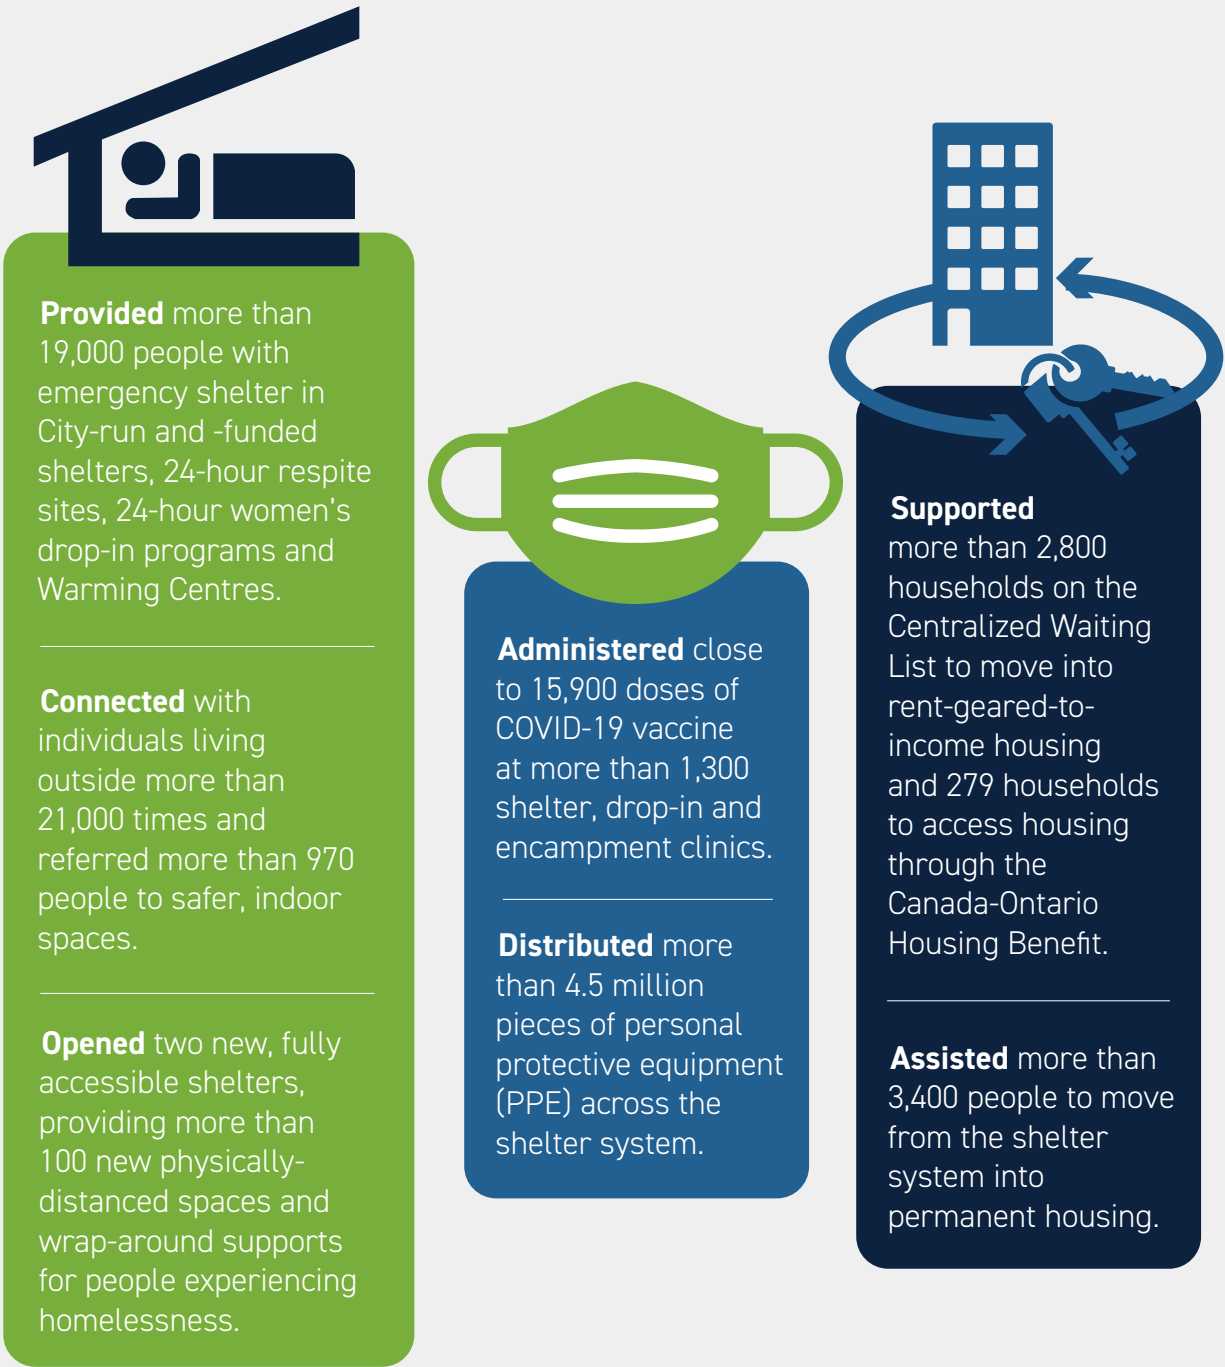 Provided more than
19,000 people with
emergency shelter in
City-run and -funded
shelters, 24-hour respite
sites, 24-hour women's
drop-in programs and
Warming Centres.
Connected with
individuals living
outside more than
21,000 times and
referred more than 970
people to safer, indoor
spaces.
Opened two new, fully
accessible shelters,
providing more than
100 new physically-
distanced spaces and
wrap-around supports
for people experiencing
homelessness.
Administered close
to 15,900 doses of
COVID-19 vaccine
at more than 1,300
shelter, drop-in and
encampment clinics.
Distributed more
than 4.5 million
pieces of personal
protective equipment
(PPE) across the
shelter system.
Supported
more than 2,800
households on the
Centralized Waiting
List to move into
rent-geared-to-
income housing
and 279 households
to access housing
through the
Canada-Ontario
Housing Benefit.
Assisted more than
3,400 people to move
from the shelter
system into
permanent housing.